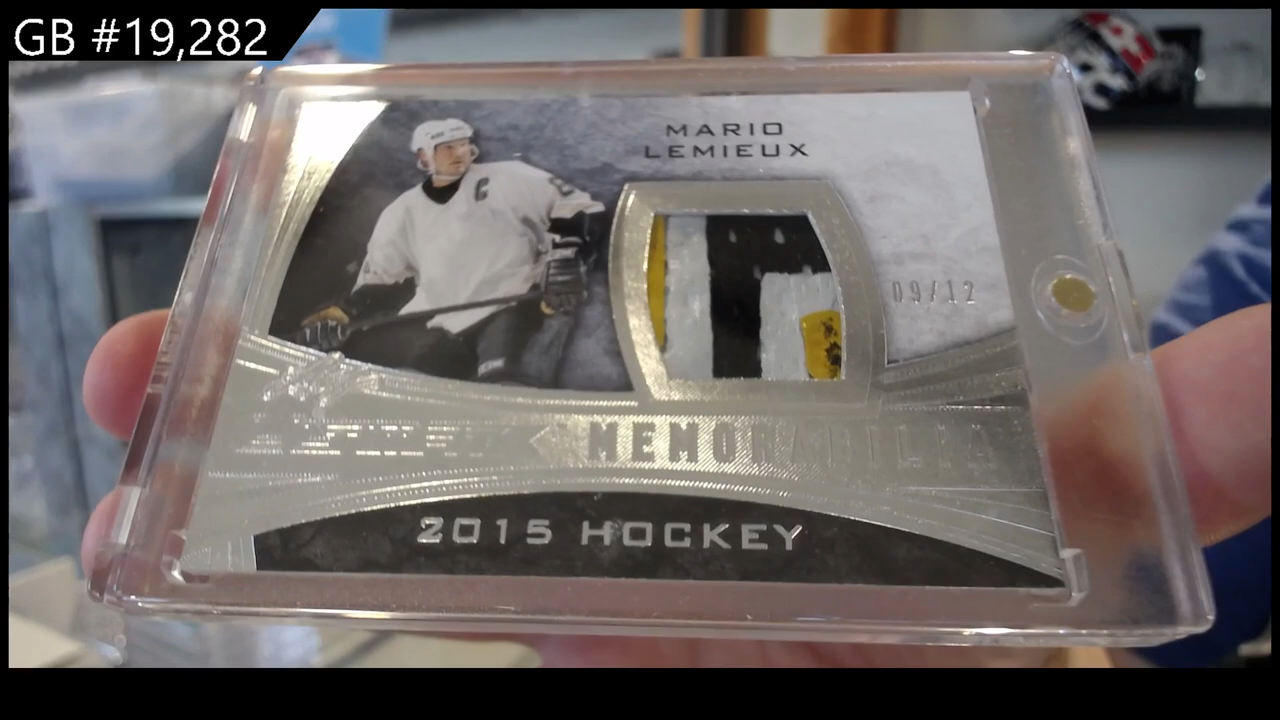 GB #19,282
MARIO
LEMIEUX
C
09/12
MEMORABILIA
2015 HOCKEY